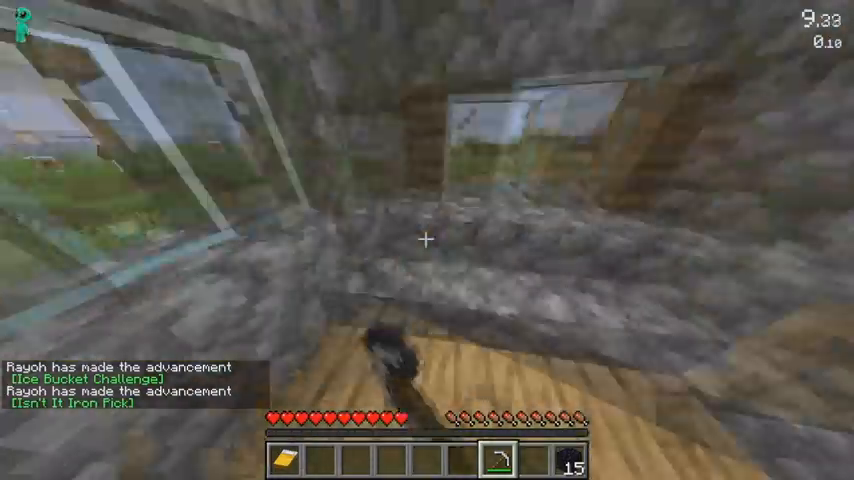 9.33
0.10
Rayoh has made the advancement
[Ice Bucket Challenge]
Rayoh has made the advancement
[Isn't It Iron Pick]
15